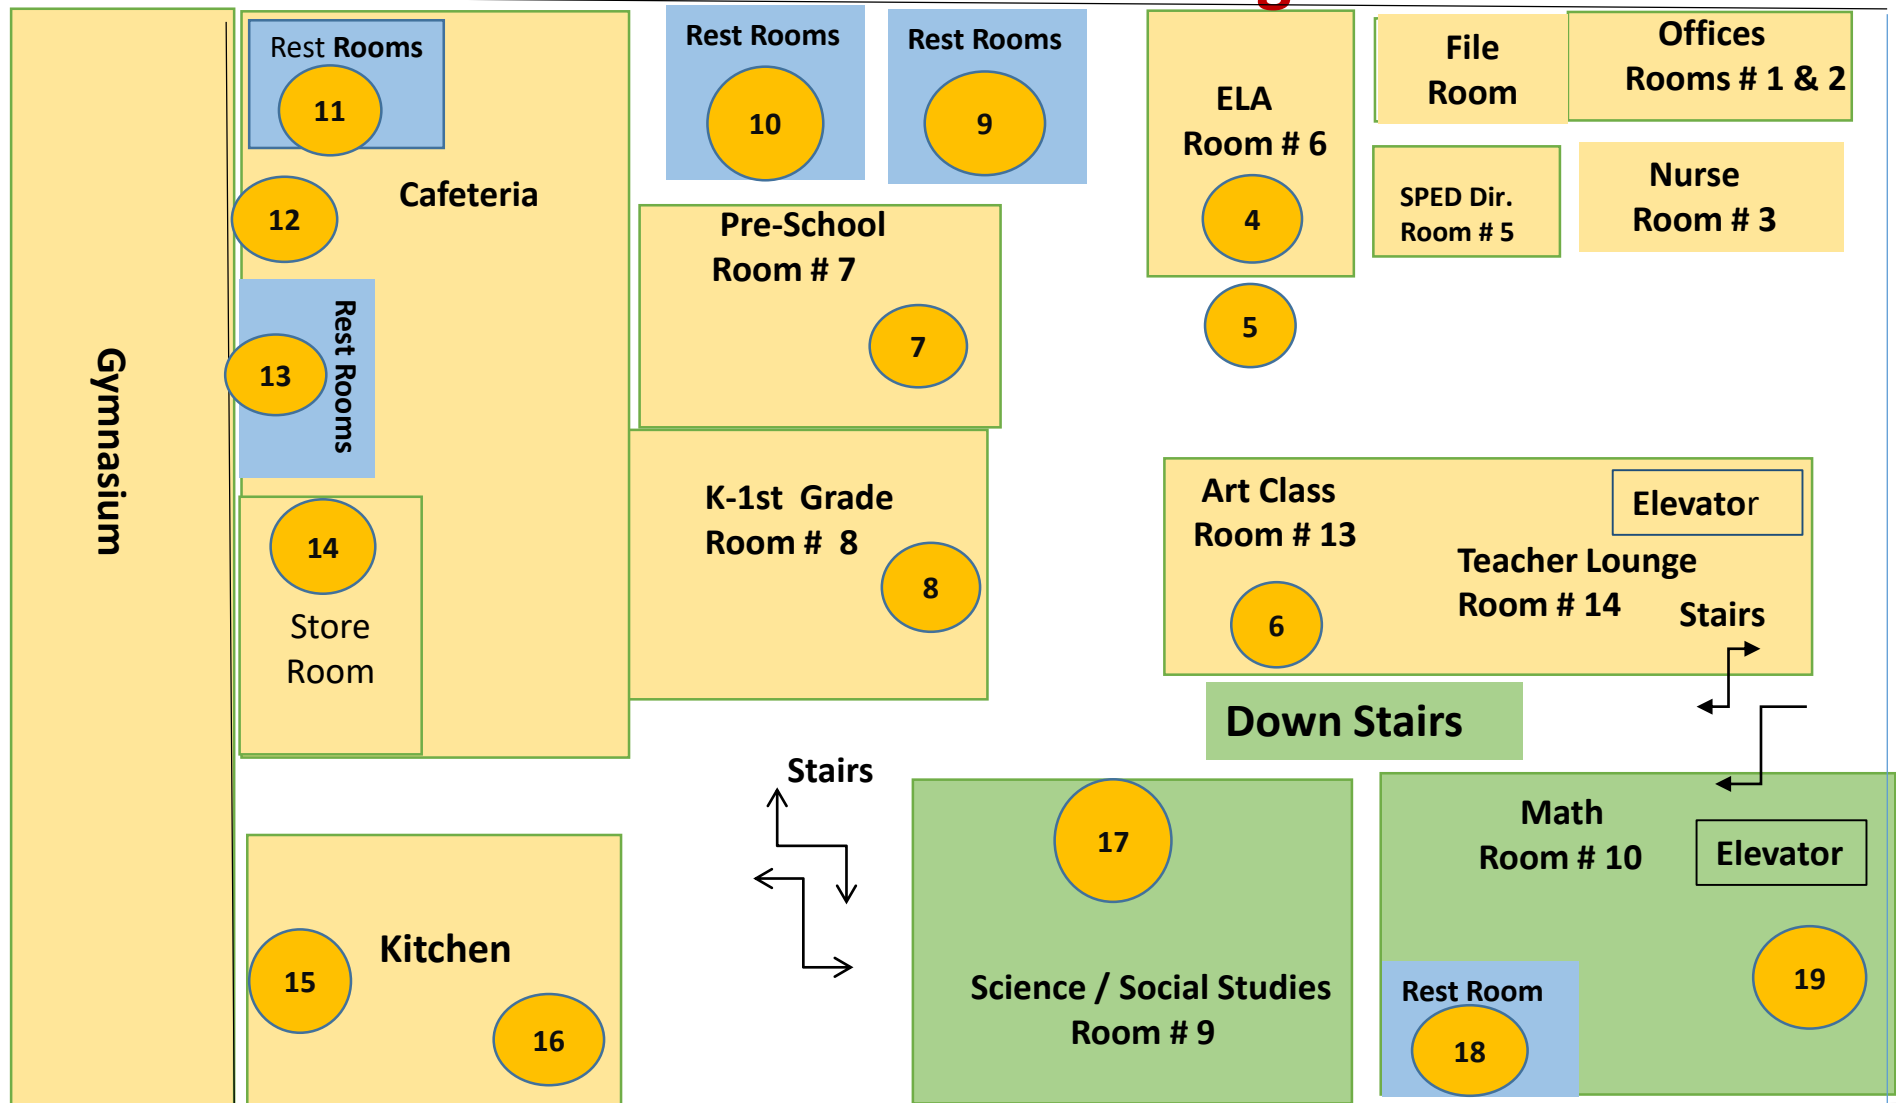 Rest Rooms
11
12
Cafeteria
Rest Rooms
13
14
Store
Room
Gymnasium
Rest Rooms
10
Rest Rooms
9
Pre-School
Room # 7
7
K-1st Grade
Room # 8
8
ELA
Room # 6
4
5
File
Room
Offices
Rooms # 1 & 2
SPED Dir.
Room # 5
Nurse
Room # 3
Art Class
Room # 13
6
Elevator
Teacher Lounge
Room # 14
Stairs
Down Stairs
Stairs
Kitchen
15
16
17
Science / Social Studies
Room # 9
Math
Room # 10
Elevator
Rest Room
18
19